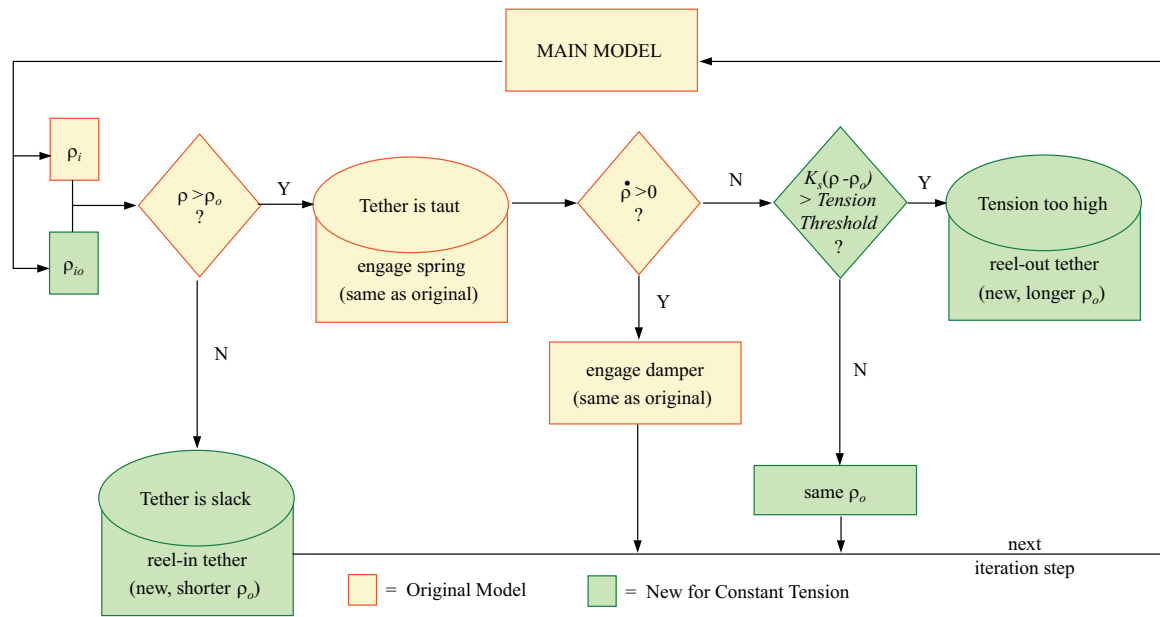 MAIN MODEL
ρi
ρio
ρ >ρo
?
Y
N
Tether is taut
engage spring
(same as original)
ρ̇ >0
?
N
Y
engage damper
(same as original)
Ks(ρ -ρo)
> Tension
Threshold
?
Y
N
Tension too high
reel-out tether
(new, longer ρo)
same ρo
Tether is slack
reel-in tether
(new, shorter ρo)
next
iteration step
= Original Model
= New for Constant Tension